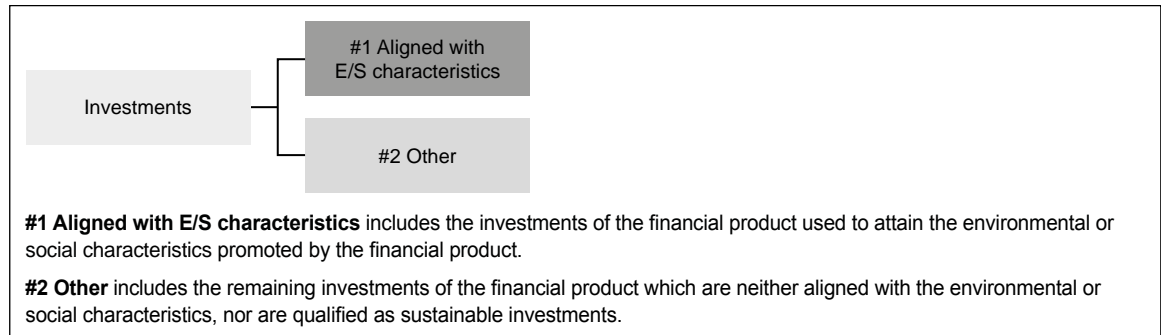 #1 Aligned with
E/S characteristics
Investments
#2 Other
#1 Aligned with E/S characteristics includes the investments of the financial product used to attain the environmental or
social characteristics promoted by the financial product.
#2 Other includes the remaining investments of the financial product which are neither aligned with the environmental or
social characteristics, nor are qualified as sustainable investments.